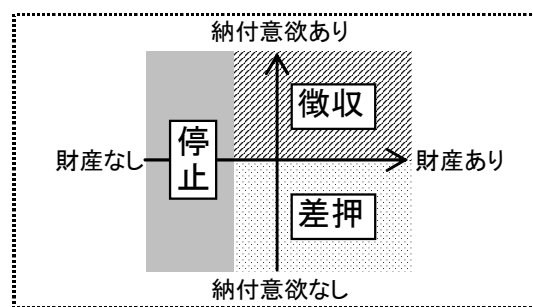 納付意欲あり
徴収
停止
財産なし
財産あり
差押
納付意欲なし